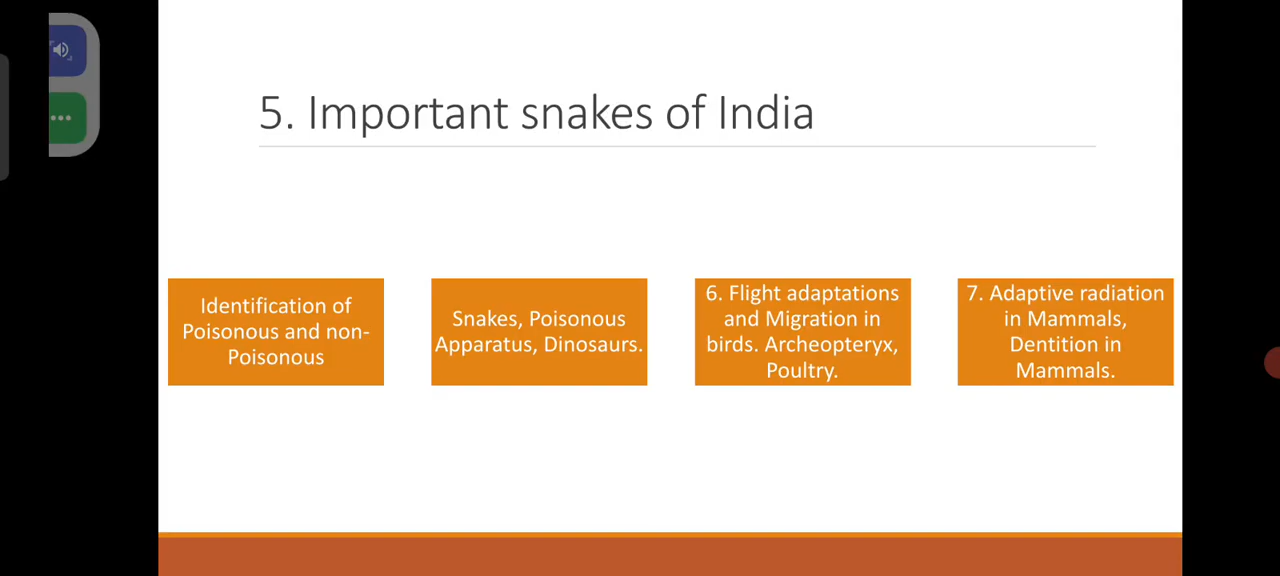 5. Important snakes of India
Identification of
Poisonous and non-
Poisonous
Snakes, Poisonous
Apparatus, Dinosaurs.
6. Flight adaptations
and Migration in
birds. Archeopteryx,
Poultry.
7. Adaptive radiation
in Mammals,
Dentition in
Mammals.